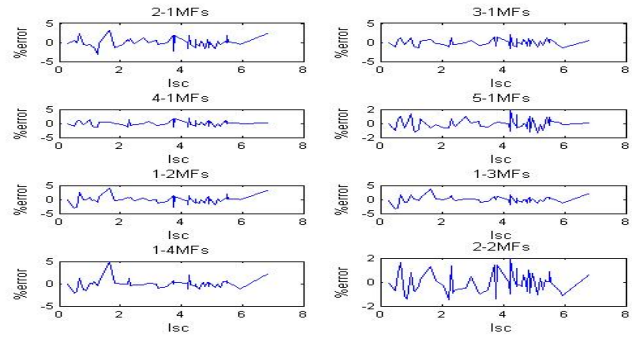 2-1MFs
%error
5
0
-5
0 2 4 6 8
Isc
3-1MFs
%error
5
0
-5
0 2 4 6 8
Isc
4-1MFs
%error
5
0
-5
0 2 4 6 8
Isc
5-1MFs
%error
2
0
-2
0 2 4 6 8
Isc
1-2MFs
%error
5
0
-5
0 2 4 6 8
Isc
1-3MFs
%error
5
0
-5
0 2 4 6 8
Isc
1-4MFs
%error
5
0
-5
0 2 4 6 8
Isc
2-2MFs
%error
2
0
-2
0 2 4 6 8
Isc